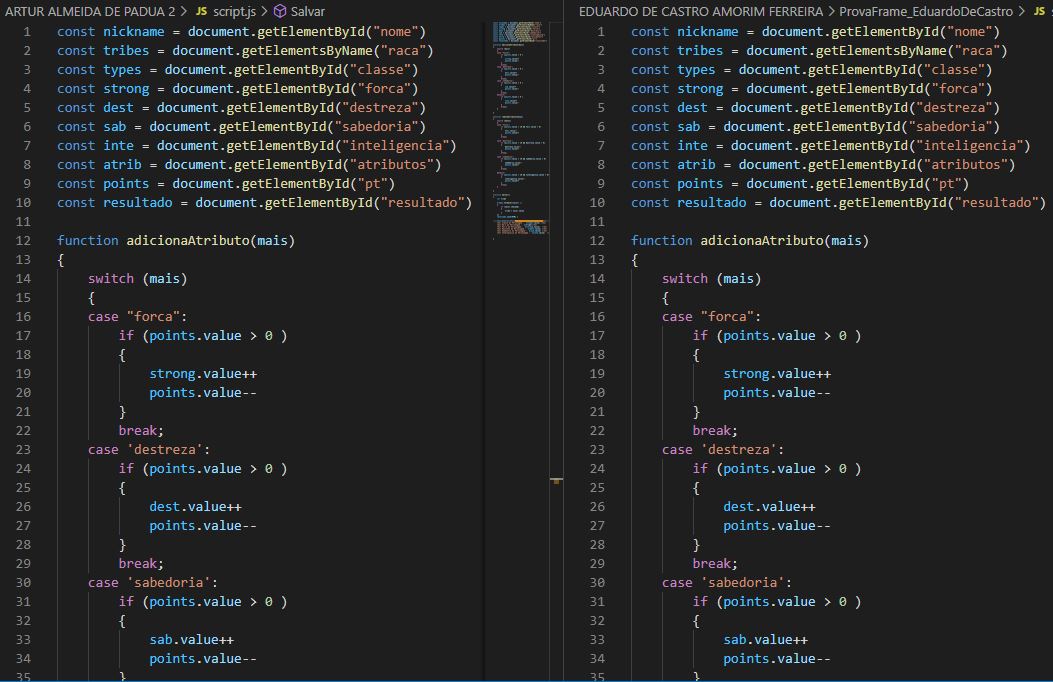 ARTUR ALMEIDA DE PADUA 2 > JS script.js > Salvar
1 const nickname = document.getElementById("nome")
2 const tribes = document.getElementsByName("raca")
3 const types = document.getElementById("classe")
4 const strong = document.getElementById("forca")
5 const dest = document.getElementById("destreza")
6 const sab = document.getElementById("sabedoria")
7 const inte = document.getElementById("inteligencia")
8 const atrib = document.getElementById("atributos")
9 const points = document.getElementById("pt")
10 const resultado = document.getElementById("resultado")
11
12 function adicionaAtributo(mais)
13 {
14 switch (mais)
15 {
16 case "forca":
17 if (points.value > 0 )
18 {
19 strong.value++
20 points.value--
21 }
22 break;
23 case 'destreza':
24 if (points.value > 0 )
25 {
26 dest.value++
27 points.value--
28 }
29 break;
30 case 'sabedoria':
31 if (points.value > 0 )
32 {
33 sab.value++
34 points.value--
35 }
EDUARDO DE CASTRO AMORIM FERREIRA > ProvaFrame_EduardoDeCastro > JS
1 const nickname = document.getElementById("nome")
2 const tribes = document.getElementsByName("raca")
3 const types = document.getElementById("classe")
4 const strong = document.getElementById("forca")
5 const dest = document.getElementById("destreza")
6 const sab = document.getElementById("sabedoria")
7 const inte = document.getElementById("inteligencia")
8 const atrib = document.getElementById("atributos")
9 const points = document.getElementById("pt")
10 const resultado = document.getElementById("resultado")
11
12 function adicionaAtributo(mais)
13 {
14 switch (mais)
15 {
16 case "forca":
17 if (points.value > 0 )
18 {
19 strong.value++
20 points.value--
21 }
22 break;
23 case 'destreza':
24 if (points.value > 0 )
25 {
26 dest.value++
27 points.value--
28 }
29 break;
30 case 'sabedoria':
31 if (points.value > 0 )
32 {
33 sab.value++
34 points.value--
35 }